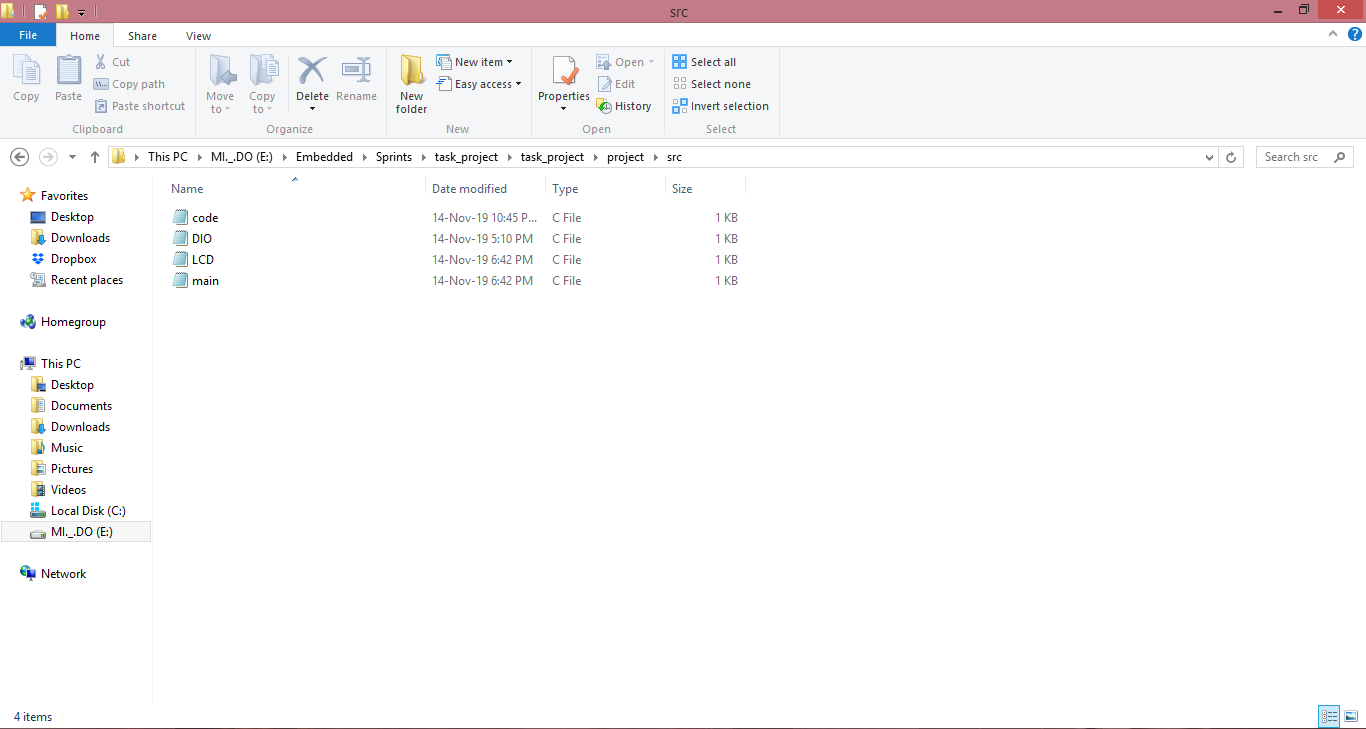 src
File Home Share View
Copy
Paste
Cut
Copy path
Paste shortcut
Clipboard
Move to
Copy to
Delete
Rename
Organize
New folder
New item
Easy access
New
Properties
Open
Edit
History
Open
Select all
Select none
Invert selection
Select
This PC MI._.DO (E:) Embedded Sprints task_project task_project project src
Search src
Favorites
Desktop
Downloads
Dropbox
Recent places
Homegroup
This PC
Desktop
Documents
Downloads
Music
Pictures
Videos
Local Disk (C:)
MI._.DO (E:)
Network
Name Date modified Type Size
code 14-Nov-19 10:45 P... C File 1 KB
DIO 14-Nov-19 5:10 PM C File 1 KB
LCD 14-Nov-19 6:42 PM C File 1 KB
main 14-Nov-19 6:42 PM C File 1 KB
4 items